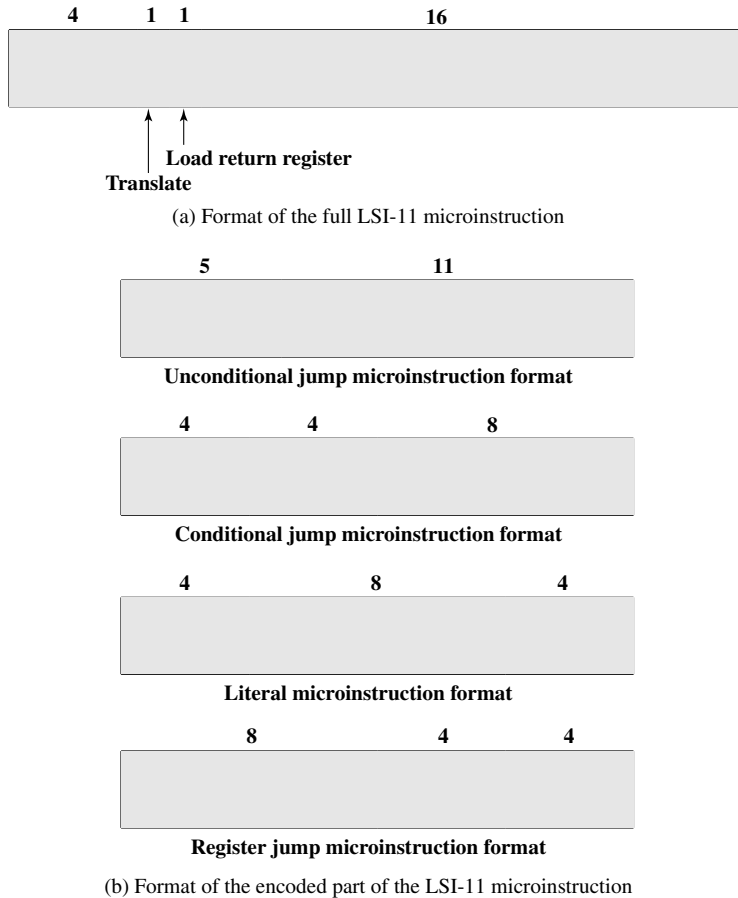 4 1 1 16
Load return register
Translate
(a) Format of the full LSI-11 microinstruction
5 11
Unconditional jump microinstruction format
4 4 8
Conditional jump microinstruction format
4 8 4
Literal microinstruction format
8 4 4
Register jump microinstruction format
(b) Format of the encoded part of the LSI-11 microinstruction